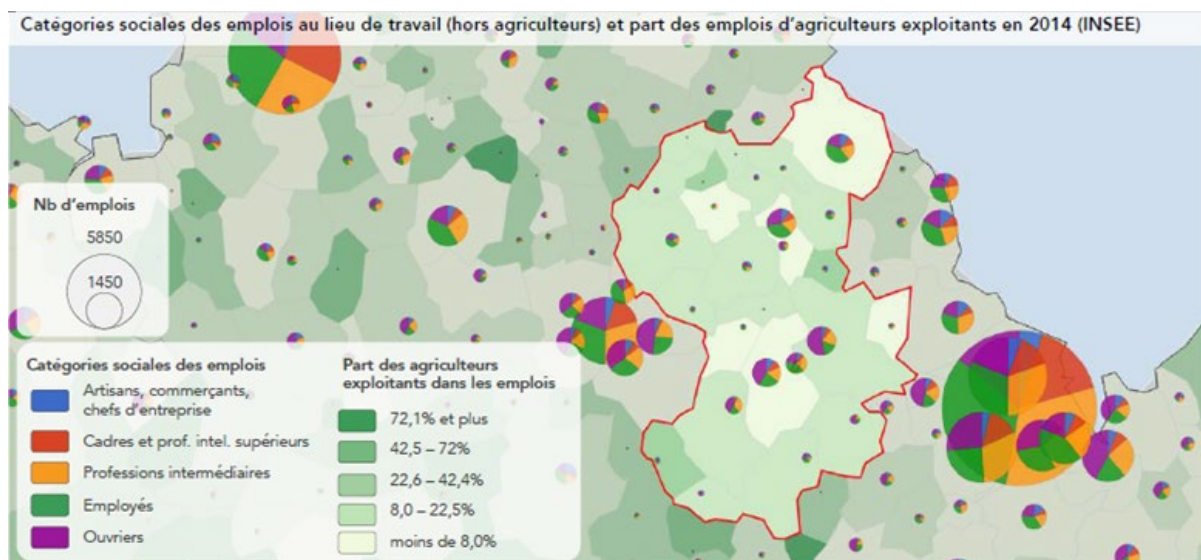 Catégories sociales des emplois au lieu de travail (hors agriculteurs) et part des emplois d'agriculteurs exploitants en 2014 (INSEE)
Nb d'emplois
5850
1450
Catégories sociales des emplois
Artisans, commerçants,
chefs d'entreprise
Cadres et prof. intel. supérieurs
Professions intermédiaires
Employés
Ouvriers
Part des agriculteurs
exploitants dans les emplois
72,1% et plus
42,5 – 72%
22,6 – 42,4%
8,0 – 22,5%
moins de 8,0%